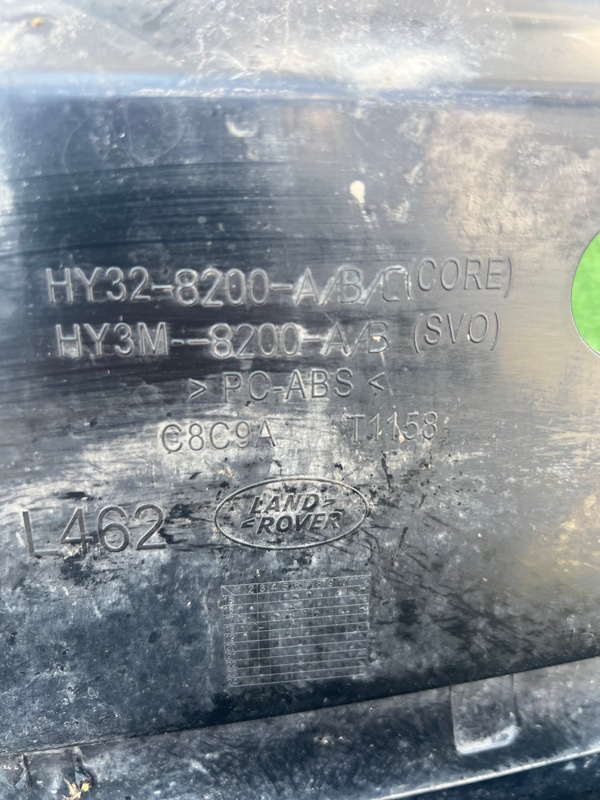 HY32-8200-A/B/C(CORE)
HY3M--8200-A/B (SVO)
> PC-ABS <
C8C9A T1158
L462 LAND-
ROVER